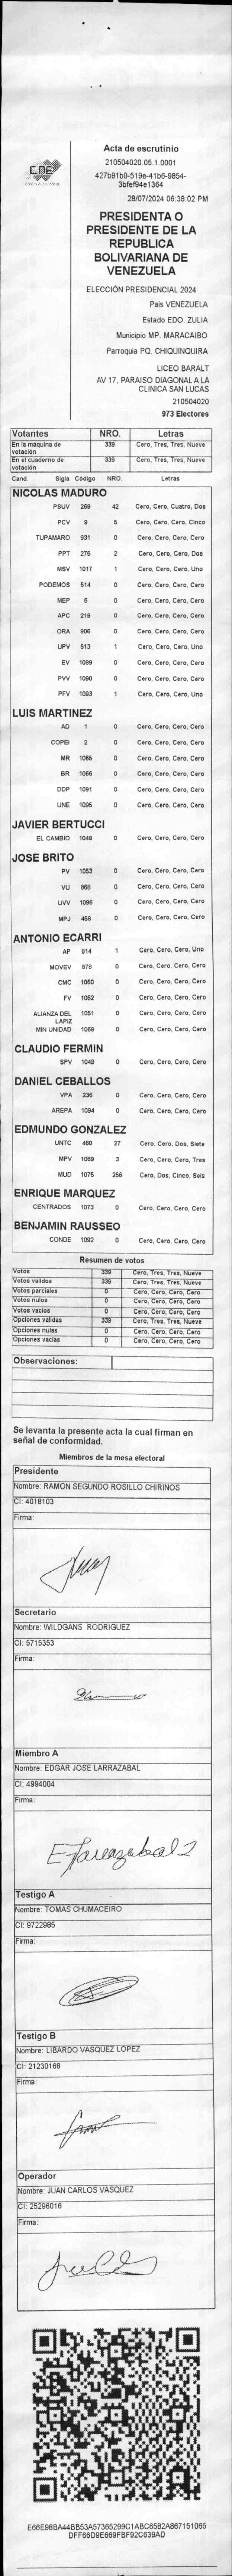 CNE
Acta de escrutinio
210504020.05.1.0001
427b91b0-519e-41b6-9854-
3bfef94e1364
28/07/2024 06:38:02 PM
PRESIDENTA O
PRESIDENTE DE LA
REPUBLICA
BOLIVARIANA DE
VENEZUELA
ELECCIÓN PRESIDENCIAL 2024
País VENEZUELA
Estado EDO. ZULIA
Municipio MP. MARACAIBO
Parroquia PQ. CHIQUINQUIRA
LICEO BARALT
AV 17, PARAISO DIAGONAL A LA
CLINICA SAN LUCAS
210504020
973 Electores
Votantes NRO. Letras
En la máquina de votación 339 Cero, Tres, Tres, Nueve
En el cuaderno de votación 339 Cero, Tres, Tres, Nueve
Cand. Sigla Código NRO. Letras
NICOLAS MADURO
PSUV 269 42 Cero, Cero, Cuatro, Dos
PCV 9 5 Cero, Cero, Cero, Cinco
TUPAMARO 931 0 Cero, Cero, Cero, Cero
PPT 276 2 Cero, Cero, Cero, Dos
MSV 1017 1 Cero, Cero, Cero, Uno
PODEMOS 514 0 Cero, Cero, Cero, Cero
MEP 6 0 Cero, Cero, Cero, Cero
APC 219 0 Cero, Cero, Cero, Cero
ORA 906 0 Cero, Cero, Cero, Cero
UPV 513 1 Cero, Cero, Cero, Uno
EV 1089 0 Cero, Cero, Cero, Cero
PVV 1090 0 Cero, Cero, Cero, Cero
PFV 1093 1 Cero, Cero, Cero, Uno
LUIS MARTINEZ
AD 1 0 Cero, Cero, Cero, Cero
COPEI 2 0 Cero, Cero, Cero, Cero
MR 1065 0 Cero, Cero, Cero, Cero
BR 1066 0 Cero, Cero, Cero, Cero
DDP 1091 0 Cero, Cero, Cero, Cero
UNE 1095 0 Cero, Cero, Cero, Cero
JAVIER BERTUCCI
EL CAMBIO 1048 0 Cero, Cero, Cero, Cero
JOSE BRITO
PV 1053 0 Cero, Cero, Cero, Cero
VU 868 0 Cero, Cero, Cero, Cero
UVV 1096 0 Cero, Cero, Cero, Cero
MPJ 456 0 Cero, Cero, Cero, Cero
ANTONIO ECARRI
AP 814 1 Cero, Cero, Cero, Uno
MOVEV 878 0 Cero, Cero, Cero, Cero
CMC 1050 0 Cero, Cero, Cero, Cero
FV 1052 0 Cero, Cero, Cero, Cero
ALIANZA DEL LAPIZ 1051 0 Cero, Cero, Cero, Cero
MIN UNIDAD 1068 0 Cero, Cero, Cero, Cero
CLAUDIO FERMIN
SPV 1049 0 Cero, Cero, Cero, Cero
DANIEL CEBALLOS
VPA 236 0 Cero, Cero, Cero, Cero
AREPA 1094 0 Cero, Cero, Cero, Cero
EDMUNDO GONZALEZ
UNTC 460 27 Cero, Cero, Dos, Siete
MPV 1069 3 Cero, Cero, Cero, Tres
MUD 1075 256 Cero, Dos, Cinco, Seis
ENRIQUE MARQUEZ
CENTRADOS 1073 0 Cero, Cero, Cero, Cero
BENJAMIN RAUSSEO
CONDE 1092 0 Cero, Cero, Cero, Cero
Resumen de votos
Votos 339 Cero, Tres, Tres, Nueve
Votos validos 339 Cero, Tres, Tres, Nueve
Votos parciales 0 Cero, Cero, Cero, Cero
Votos nulos 0 Cero, Cero, Cero, Cero
Votos vacios 0 Cero, Cero, Cero, Cero
Opciones validas 339 Cero, Tres, Tres, Nueve
Opciones nulas 0 Cero, Cero, Cero, Cero
Opciones vacias 0 Cero, Cero, Cero, Cero
Observaciones:
Se levanta la presente acta la cual firman en
señal de conformidad.
Miembros de la mesa electoral
Presidente
Nombre: RAMON SEGUNDO ROSILLO CHIRINOS
CI: 4018103
Firma:
Secretario
Nombre: WILDGANS RODRIGUEZ
CI: 5715353
Firma:
Miembro A
Nombre: EDGAR JOSE LARRAZABAL
CI: 4994004
Firma:
Testigo A
Nombre: TOMAS CHUMACEIRO
CI: 9722985
Firma:
Testigo B
Nombre: LIBARDO VASQUEZ LOPEZ
CI: 21230168
Firma:
Operador
Nombre: JUAN CARLOS VASQUEZ
CI: 25296016
Firma:
E66E98BA44BB53A57365299C1ABC6582A867151065
DFF66D9E669FBF92C639AD